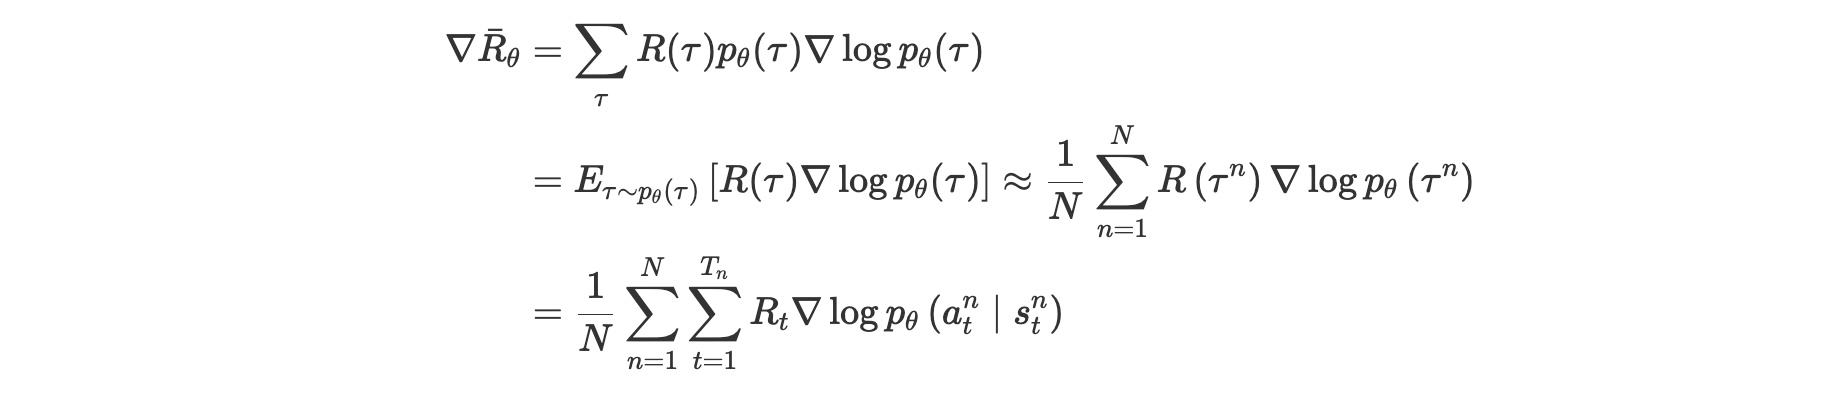 ∇R̄_θ = ∑_τ R(τ)p_θ(τ)∇ log p_θ(τ)
= E_{τ∼p_θ(τ)} [R(τ)∇ log p_θ(τ)] ≈ \frac{1}{N} ∑_{n=1}^{N} R (τ^n) ∇ log p_θ (τ^n)
= \frac{1}{N} ∑_{n=1}^{N} ∑_{t=1}^{T_n} R_t∇ log p_θ (a_t^n | s_t^n)